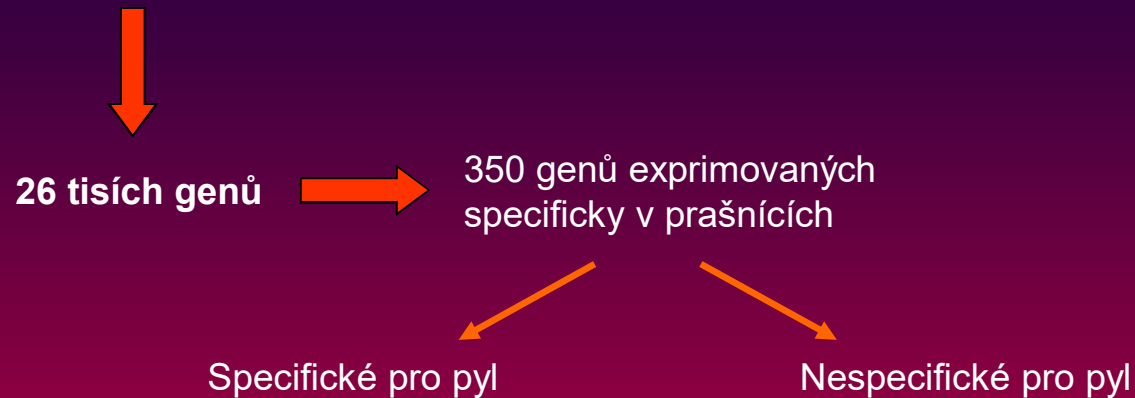 26 tisích genů
350 genů exprimovaných
specificky v prašnících
Specifické pro pyl
Nespecifické pro pyl